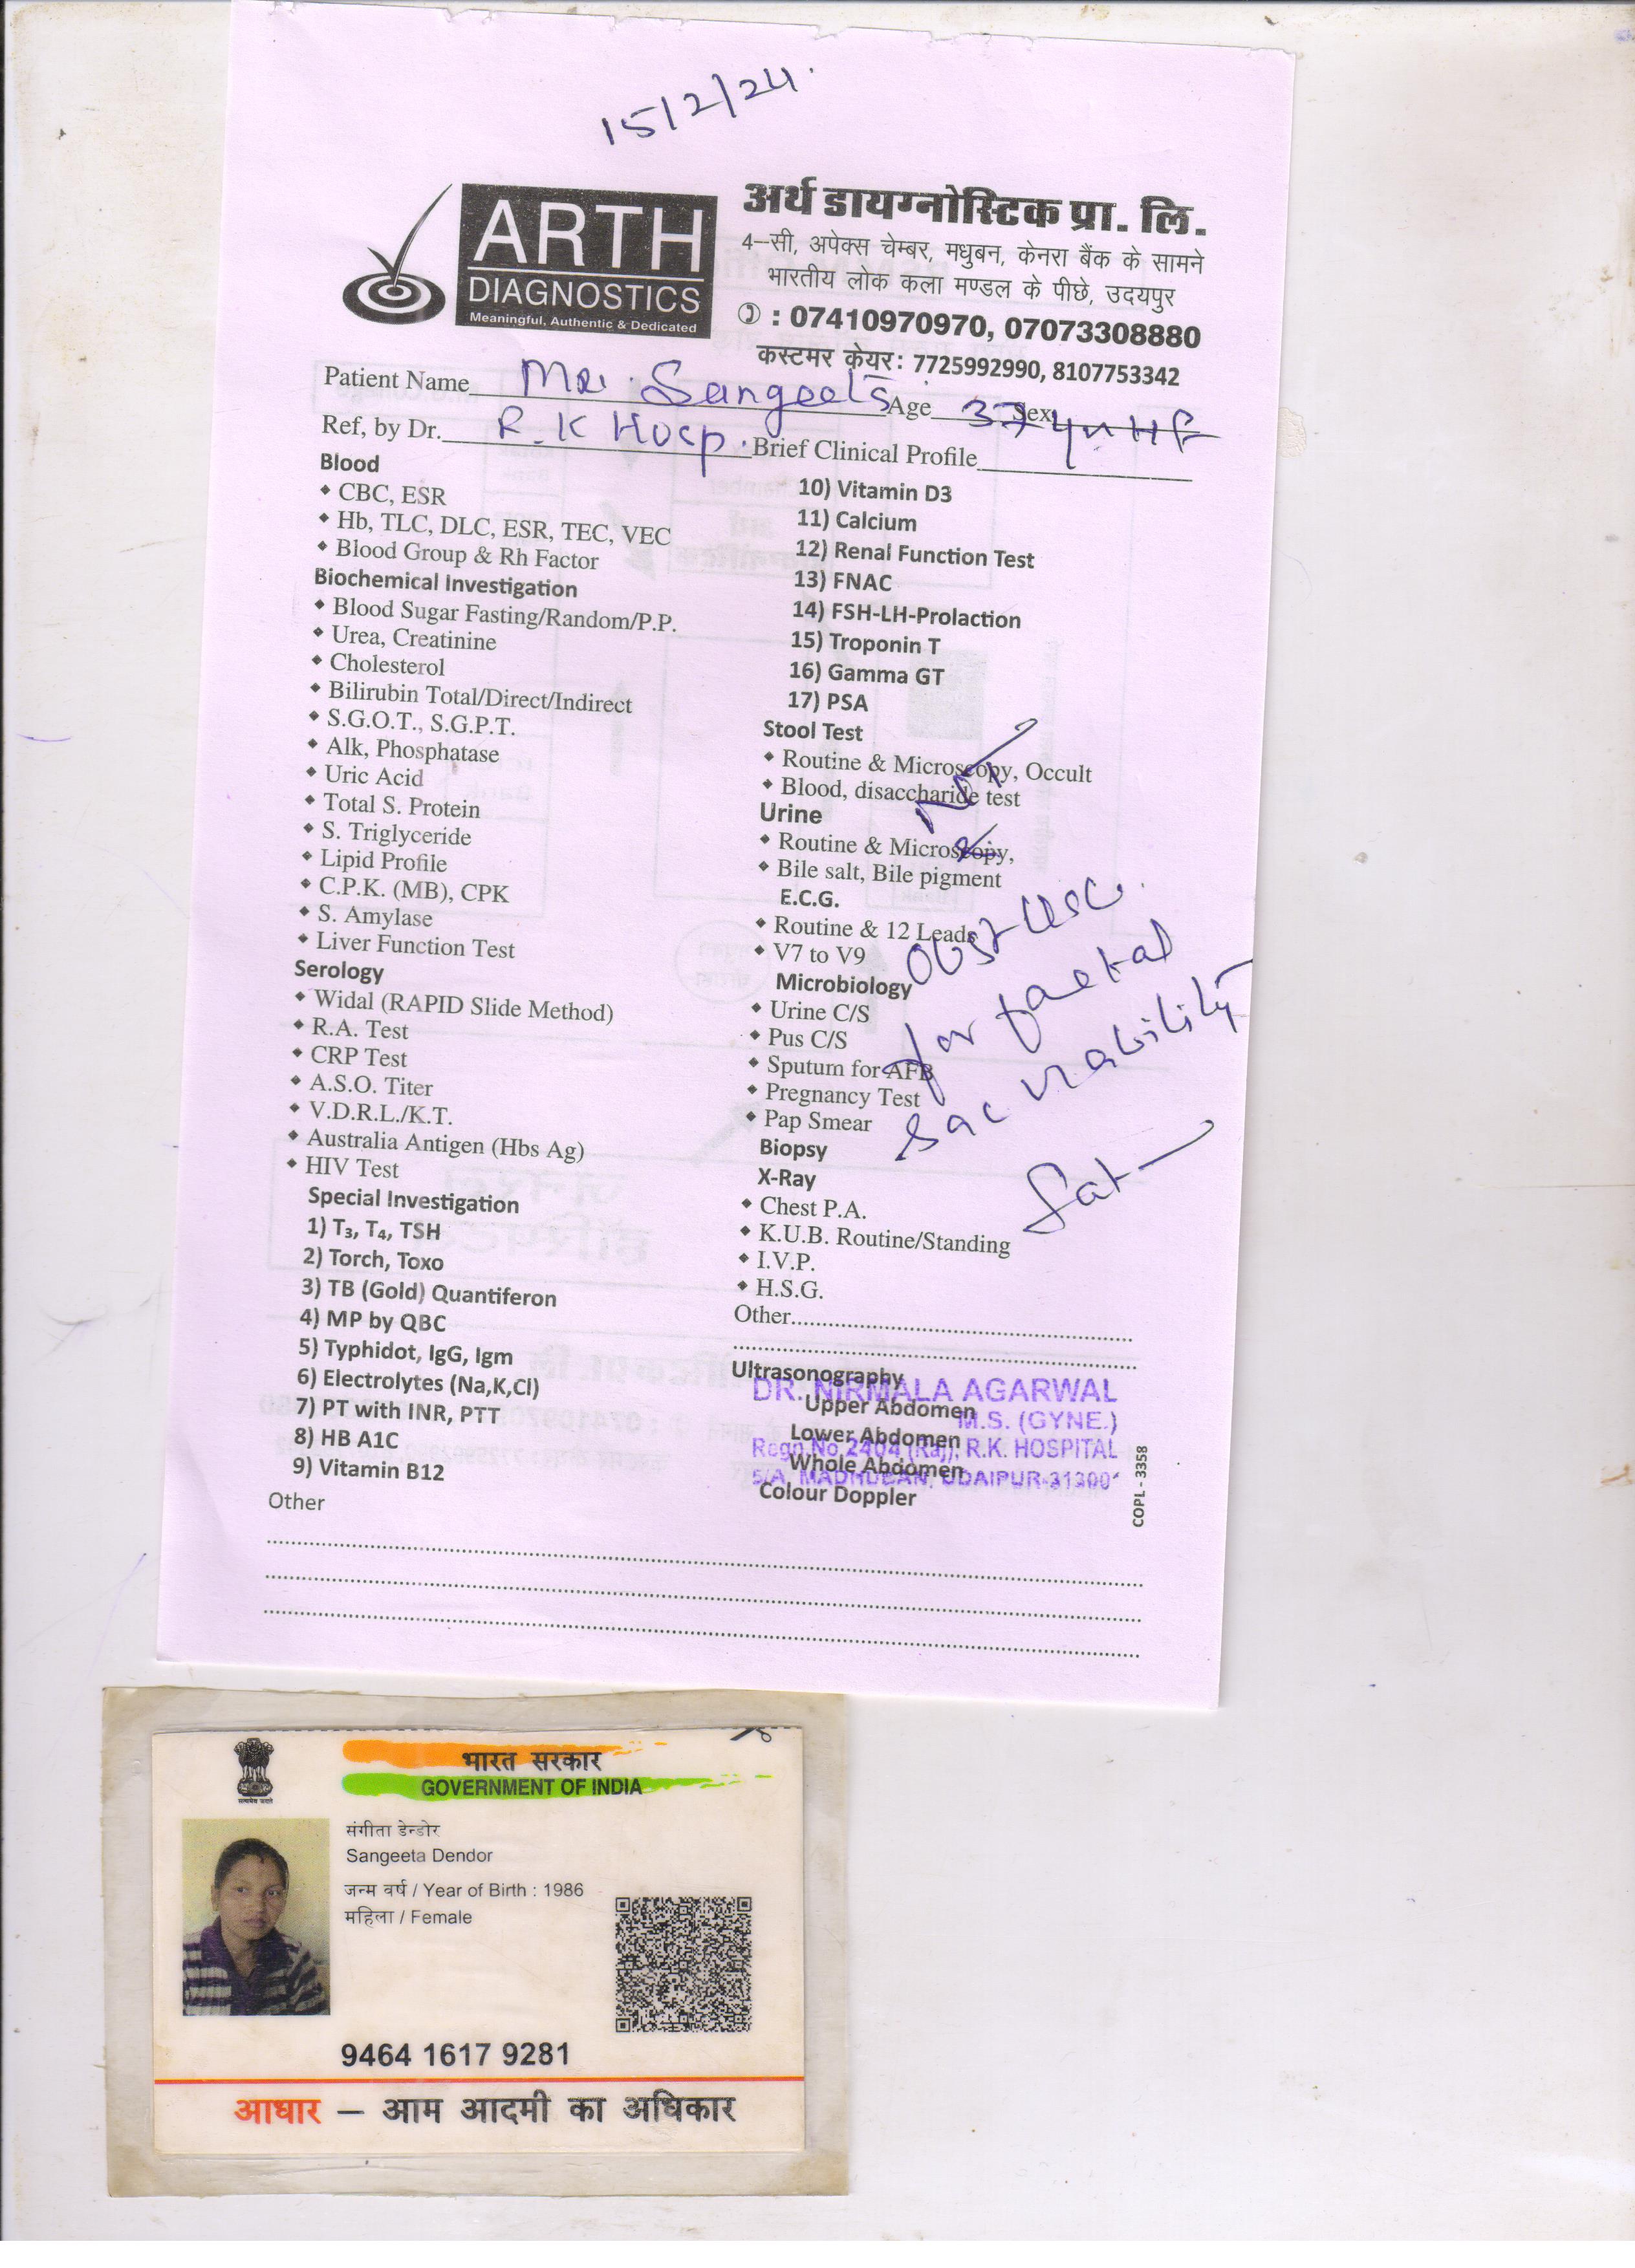 15/2/24.
ARTH
DIAGNOSTICS
Meaningful, Authentic & Dedicated
अर्थ डायग्नोस्टिक प्रा. लि.
4–सी, अपेक्स चेम्बर, मधुबन, केनरा बैंक के सामने
भारतीय लोक कला मण्डल के पीछे, उदयपुर
: 07410970970, 07073308880
कस्टमर केयर: 7725992990, 8107753342
Patient Name Mrs. Sangeeta Age 37 Sex F
Ref, by Dr. R.K Hosp. Brief Clinical Profile
Blood
CBC, ESR
Hb, TLC, DLC, ESR, TEC, VEC
Blood Group & Rh Factor
Biochemical Investigation
Blood Sugar Fasting/Random/P.P.
Urea, Creatinine
Cholesterol
Bilirubin Total/Direct/Indirect
S.G.O.T., S.G.P.T.
Alk, Phosphatase
Uric Acid
Total S. Protein
S. Triglyceride
Lipid Profile
C.P.K. (MB), CPK
S. Amylase
Liver Function Test
Serology
Widal (RAPID Slide Method)
R.A. Test
CRP Test
A.S.O. Titer
V.D.R.L./K.T.
Australia Antigen (Hbs Ag)
HIV Test
Special Investigation
1) T3, T4, TSH
2) Torch, Toxo
3) TB (Gold) Quantiferon
4) MP by QBC
5) Typhidot, IgG, Igm
6) Electrolytes (Na,K,Cl)
7) PT with INR, PTT
8) HB A1C
9) Vitamin B12
Other
10) Vitamin D3
11) Calcium
12) Renal Function Test
13) FNAC
14) FSH-LH-Prolaction
15) Troponin T
16) Gamma GT
17) PSA
Stool Test
Routine & Microscopy, Occult
Blood, disaccharide test
Urine
Routine & Microscopy,
Bile salt, Bile pigment
E.C.G.
Routine & 12 Leads
V7 to V9
Microbiology
Urine C/S
Pus C/S
Sputum for AFB
Pregnancy Test
Pap Smear
Biopsy
X-Ray
Chest P.A.
K.U.B. Routine/Standing
I.V.P.
H.S.G.
Other
Ultrasonography
Upper Abdomen
Lower Abdomen
Whole Abdomen
Colour Doppler
Obst USG.
for faetal
sac viability
DR. NIRMALA AGARWAL
M.S. (GYNE.)
Regn.No.2404 (Raj), R.K. HOSPITAL
5/A, MADHUBAN, UDAIPUR-31300
COPL - 3358
भारत सरकार
GOVERNMENT OF INDIA
संगीता डेन्डोर
Sangeeta Dendor
जन्म वर्ष / Year of Birth : 1986
महिला / Female
9464 1617 9281
आधार – आम आदमी का अधिकार